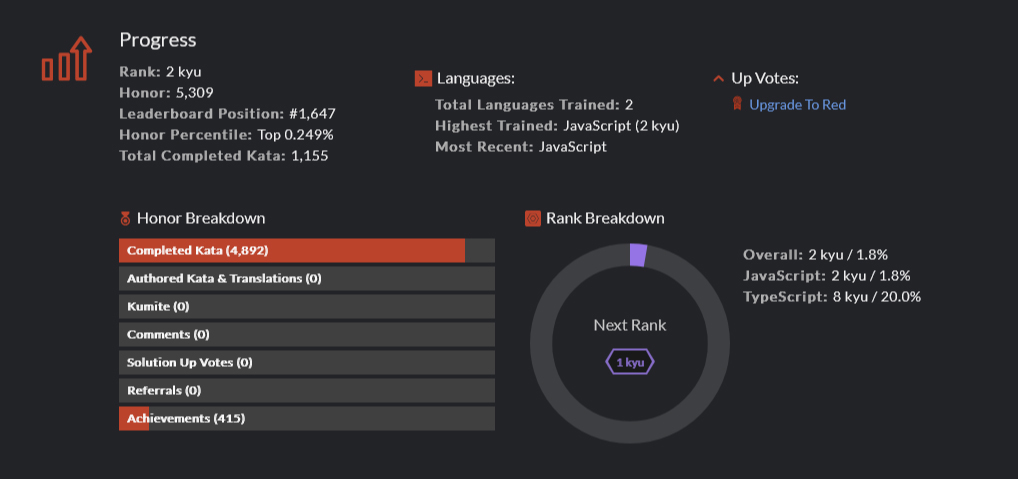 Progress
Rank: 2 kyu
Honor: 5,309
Leaderboard Position: #1,647
Honor Percentile: Top 0.249%
Total Completed Kata: 1,155
Languages:
Total Languages Trained: 2
Highest Trained: JavaScript (2 kyu)
Most Recent: JavaScript
Up Votes:
Upgrade To Red
Honor Breakdown
Completed Kata (4,892)
Authored Kata & Translations (0)
Kumite (0)
Comments (0)
Solution Up Votes (0)
Referrals (0)
Achievements (415)
Rank Breakdown
Next Rank
1 kyu
Overall: 2 kyu / 1.8%
JavaScript: 2 kyu / 1.8%
TypeScript: 8 kyu / 20.0%